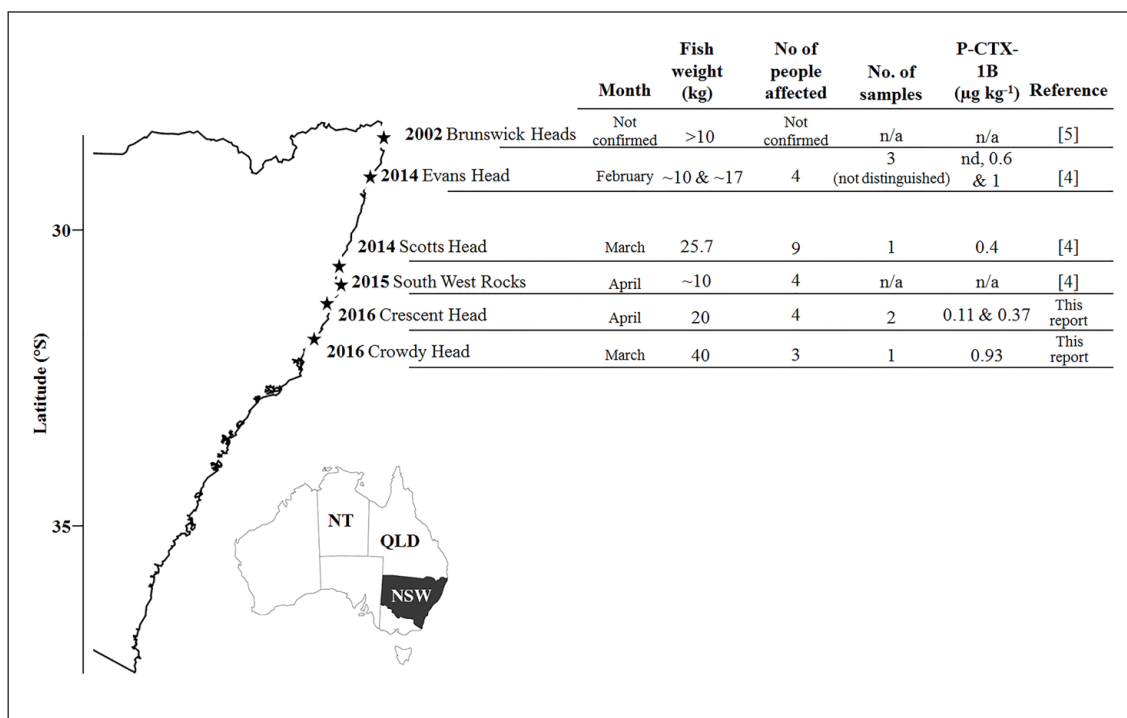 Month
Fish weight (kg)
No of people affected
No. of samples
P-CTX-1B (µg kg⁻¹)
Reference
2002 Brunswick Heads Not confirmed >10 Not confirmed n/a n/a [5]
2014 Evans Head February ~10 & ~17 4 3 (not distinguished) nd, 0.6 & 1 [4]
30
2014 Scotts Head March 25.7 9 1 0.4 [4]
2015 South West Rocks April ~10 4 n/a n/a [4]
2016 Crescent Head April 20 4 2 0.11 & 0.37 This report
2016 Crowdy Head March 40 3 1 0.93 This report
Latitude (°S)
35
NT
QLD
NSW